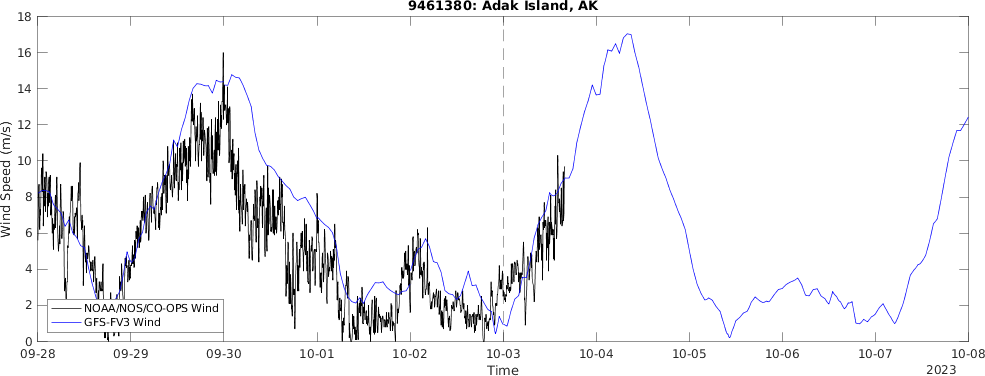 9461380: Adak Island, AK
Wind Speed (m/s)
18
16
14
12
10
8
6
4
2
0
NOAA/NOS/CO-OPS Wind
GFS-FV3 Wind
09-28 09-29 09-30 10-01 10-02 10-03 10-04 10-05 10-06 10-07 10-08
Time
2023